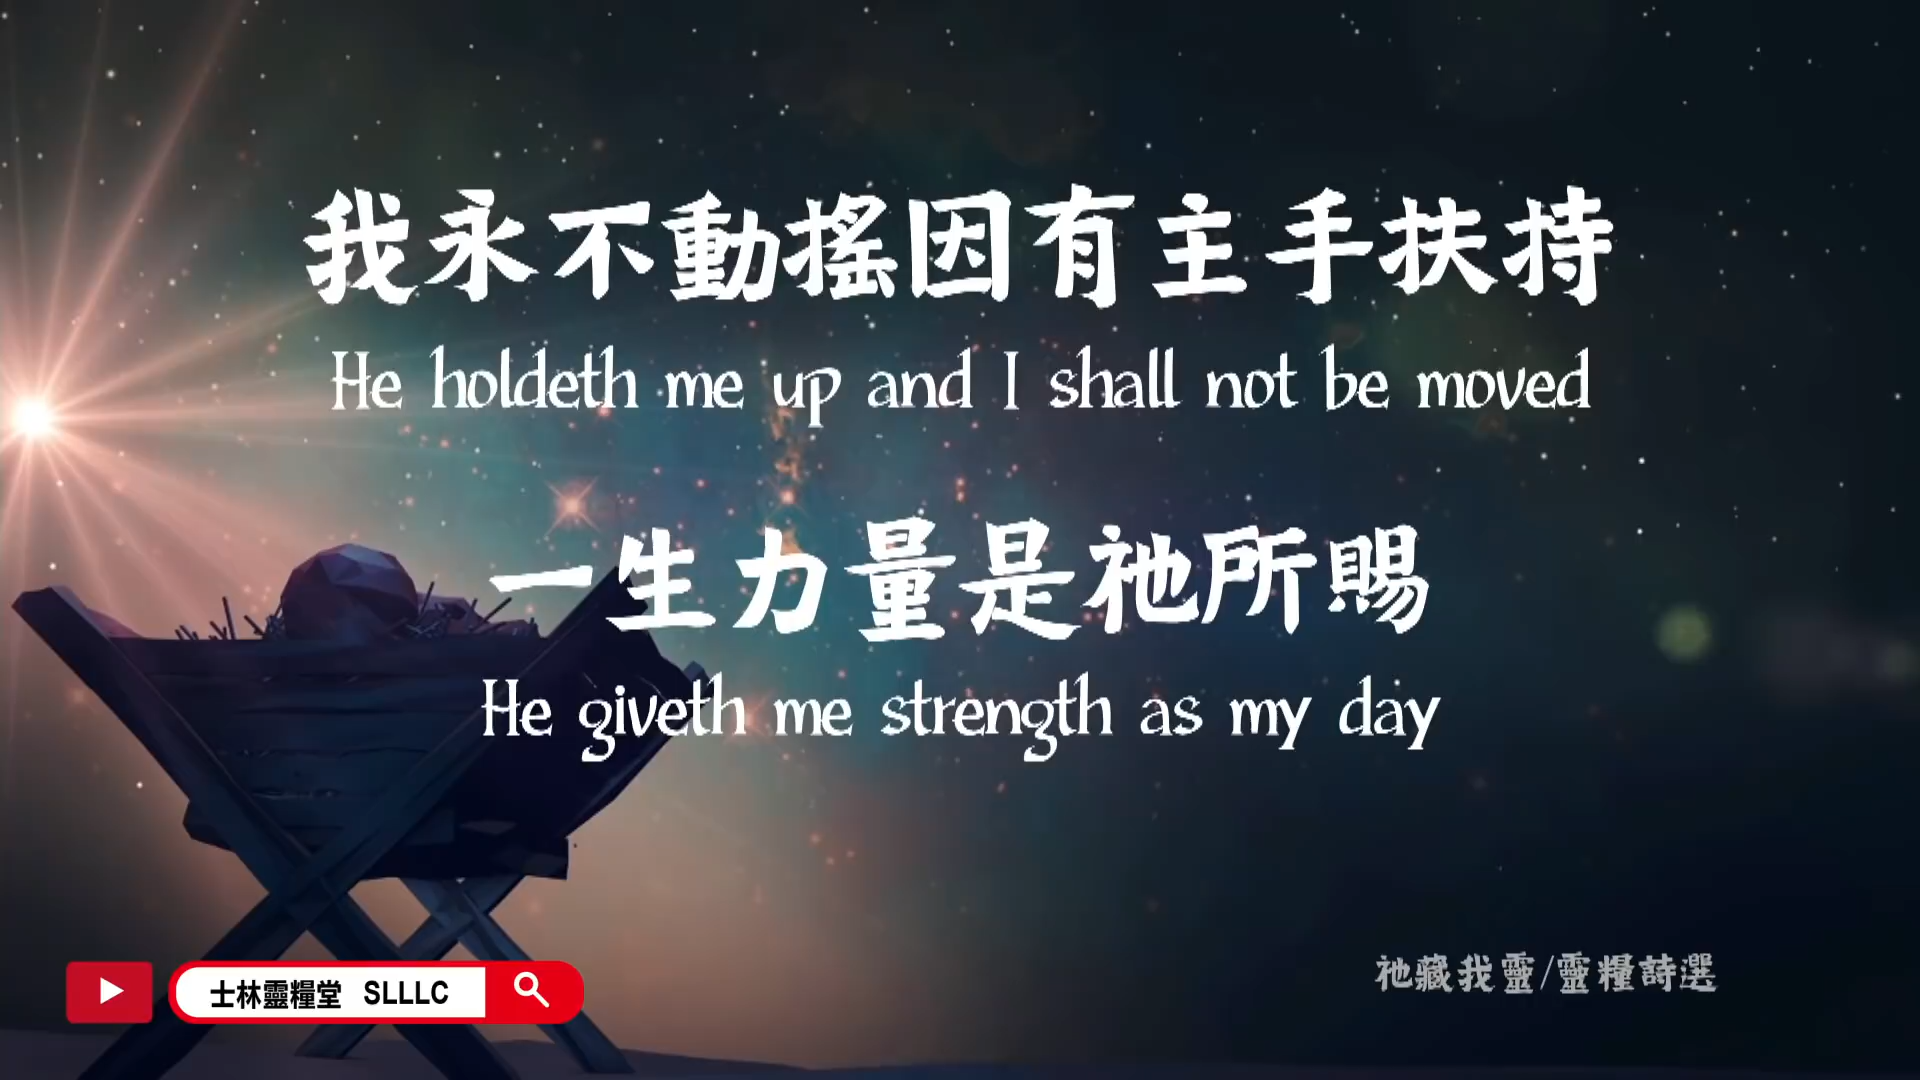 我永不動搖因有主手扶持
He holdeth me up and I shall not be moved
一生力量是祂所賜
He giveth me strength as my day
士林靈糧堂 SLLLC
祂藏我靈/靈糧詩選